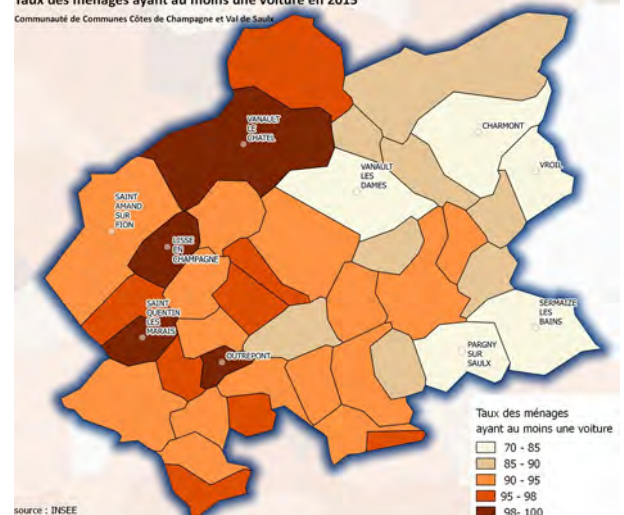 Taux des ménages ayant au moins une voiture en 2015
Communauté de Communes Côtes de Champagne et Val de Saulx
VANAULT
LE
CHATEL
CHARMONT
VROIL
VANAULT
LES
DAMES
SAINT
AMAND
SUR
FION
LISSE
EN
CHAMPAGNE
SAINT
QUENTIN
LES
MARAIS
OUTREPONT
SERMAIZE
LES
BAINS
PARGNY
SUR
SAULX
Taux des ménages
ayant au moins une voiture
70 - 85
85 - 90
90 - 95
95 - 98
98- 100
source : INSEE